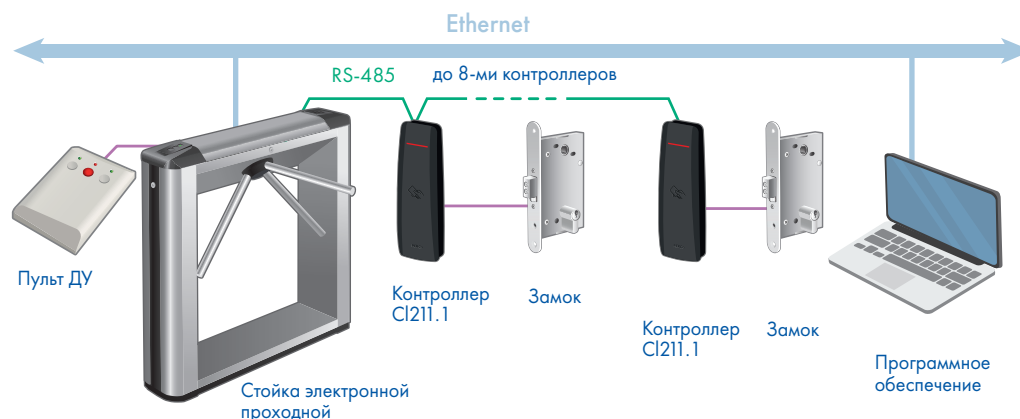 Ethernet
RS-485
до 8-ми контроллеров
Пульт ДУ
Контроллер
CI211.1
Замок
Контроллер
CI211.1
Замок
Стойка электронной
проходной
Программное
обеспечение